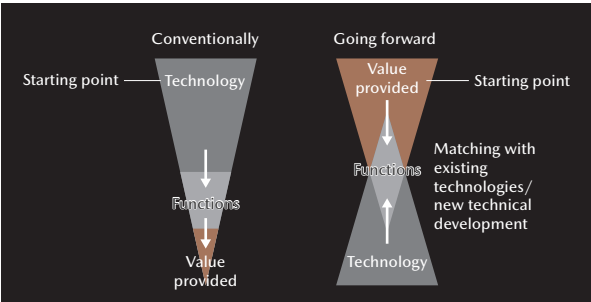 Conventionally
Starting point
Technology
Functions
Value
provided
Going forward
Value
provided
Starting point
Functions
Matching with
existing
technologies/
new technical
development
Technology